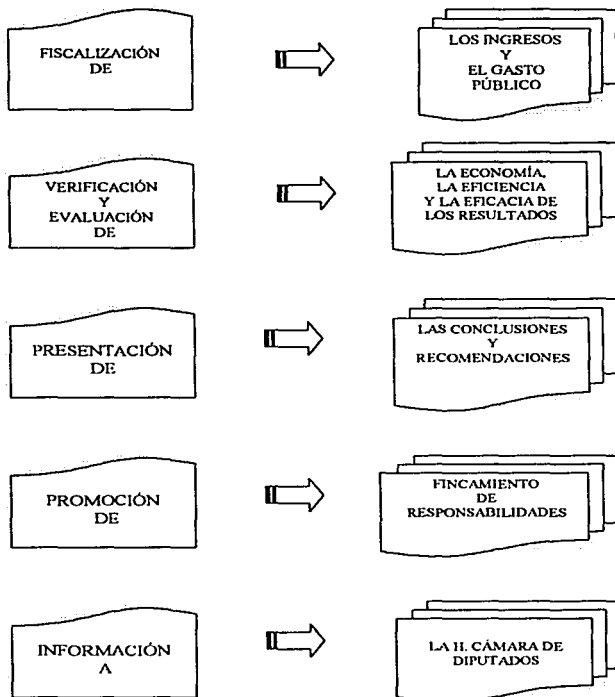 FISCALIZACIÓN
DE
LOS INGRESOS
Y
EL GASTO
PÚBLICO
VERIFICACIÓN
Y
EVALUACIÓN
DE
LA ECONOMÍA,
LA EFICIENCIA
Y LA EFICACIA DE
LOS RESULTADOS
PRESENTACIÓN
DE
LAS CONCLUSIONES
Y
RECOMENDACIONES
PROMOCIÓN
DE
FINCAMIENTO
DE
RESPONSABILIDADES
INFORMACIÓN
A
LA H. CÁMARA DE
DIPUTADOS